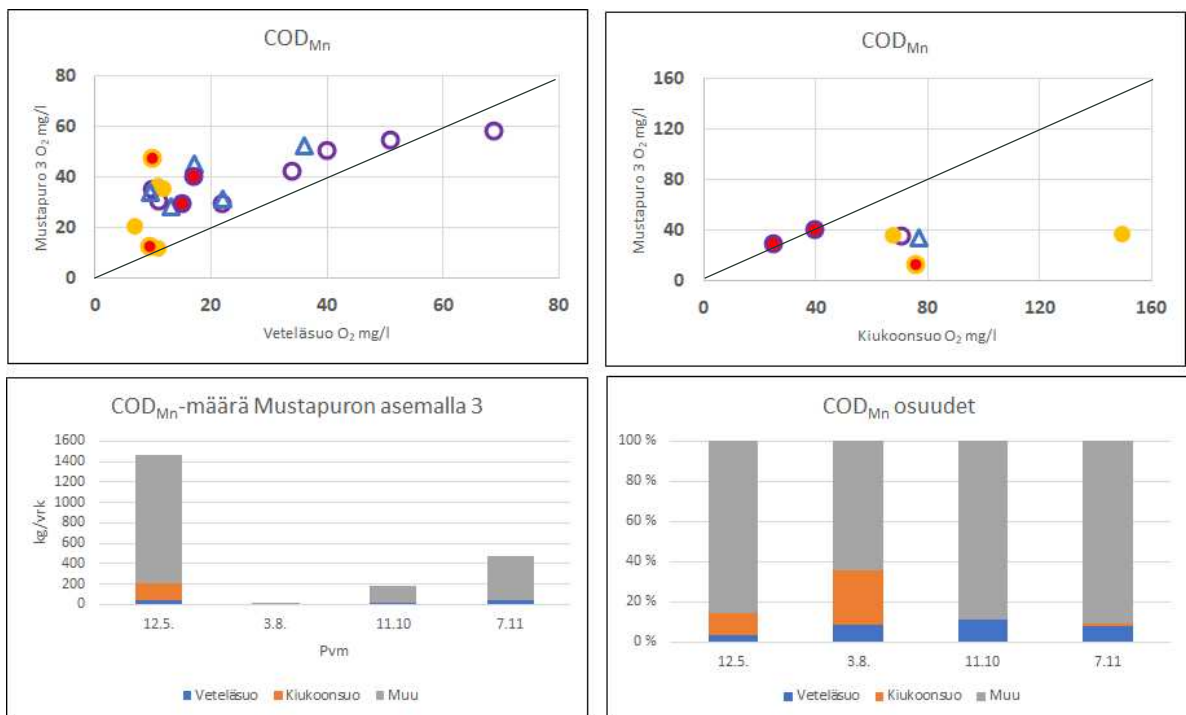 COD_Mn
80
60
40
20
0
0 20 40 60 80
Mustapuro 3 O₂ mg/l
Veteläsuo O₂ mg/l
COD_Mn
160
120
80
40
0
0 40 80 120 160
Mustapuro 3 O₂ mg/l
Kiukoonsuo O₂ mg/l
COD_Mn-määrä Mustapuron asemalla 3
1600
1400
1200
1000
800
600
400
200
0
kg/vrk
12.5. 3.8. 11.10 7.11
Pvm
Veteläsuo Kiukoonsuo Muu
COD_Mn osuudet
100 %
80 %
60 %
40 %
20 %
0 %
12.5. 3.8. 11.10 7.11
Veteläsuo Kiukoonsuo Muu